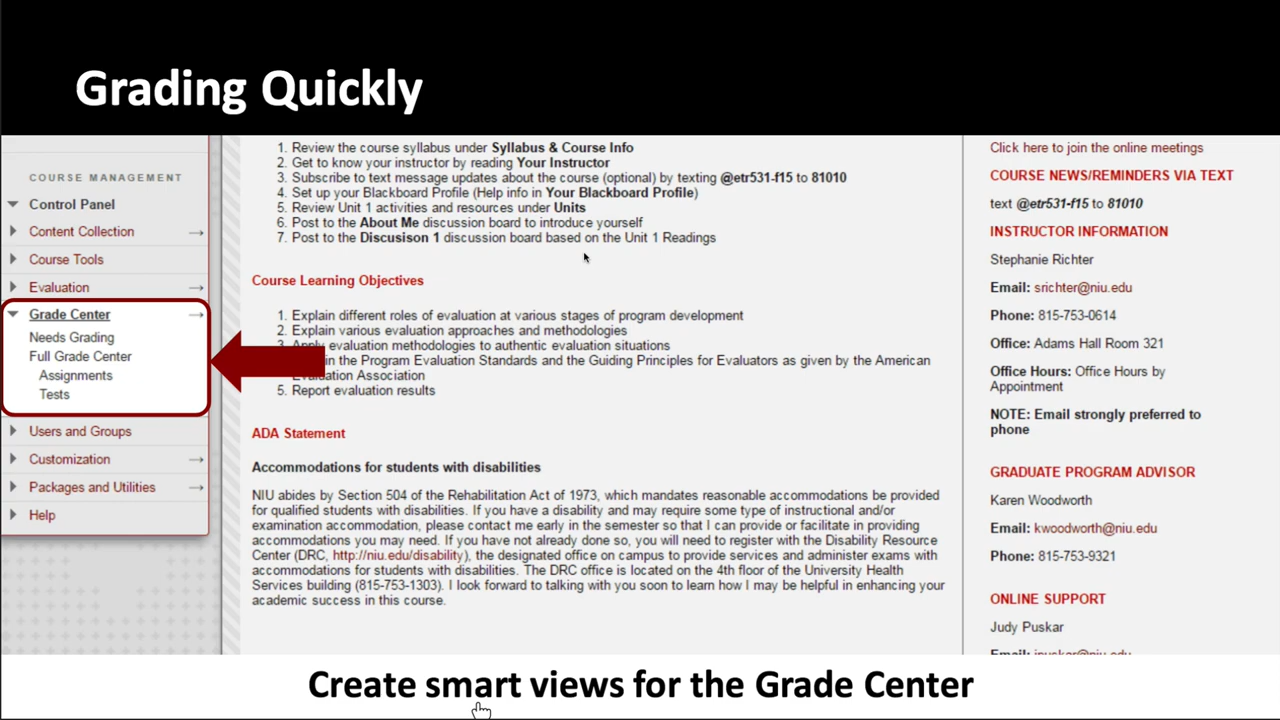 Grading Quickly
COURSE MANAGEMENT
Control Panel
Content Collection
Course Tools
Evaluation
Grade Center
Needs Grading
Full Grade Center
Assignments
Tests
Users and Groups
Customization
Packages and Utilities
Help
1. Review the course syllabus under Syllabus & Course Info
2. Get to know your instructor by reading Your Instructor
3. Subscribe to text message updates about the course (optional) by texting @etr531-f15 to 81010
4. Set up your Blackboard Profile (Help info in Your Blackboard Profile)
5. Review Unit 1 activities and resources under Units
6. Post to the About Me discussion board to introduce yourself
7. Post to the Discusison 1 discussion board based on the Unit 1 Readings
Course Learning Objectives
1. Explain different roles of evaluation at various stages of program development
2. Explain various evaluation approaches and methodologies
3. Apply evaluation methodologies to authentic evaluation situations
in the Program Evaluation Standards and the Guiding Principles for Evaluators as given by the American
Evaluation Association
5. Report evaluation results
ADA Statement
Accommodations for students with disabilities
NIU abides by Section 504 of the Rehabilitation Act of 1973, which mandates reasonable accommodations be provided
for qualified students with disabilities. If you have a disability and may require some type of instructional and/or
examination accommodation, please contact me early in the semester so that I can provide or facilitate in providing
accommodations you may need. If you have not already done so, you will need to register with the Disability Resource
Center (DRC, http://niu.edu/disability), the designated office on campus to provide services and administer exams with
accommodations for students with disabilities. The DRC office is located on the 4th floor of the University Health
Services building (815-753-1303). I look forward to talking with you soon to learn how I may be helpful in enhancing your
academic success in this course.
Click here to join the online meetings
COURSE NEWS/REMINDERS VIA TEXT
text @etr531-f15 to 81010
INSTRUCTOR INFORMATION
Stephanie Richter
Email: srichter@niu.edu
Phone: 815-753-0614
Office: Adams Hall Room 321
Office Hours: Office Hours by
Appointment
NOTE: Email strongly preferred to
phone
GRADUATE PROGRAM ADVISOR
Karen Woodworth
Email: kwoodworth@niu.edu
Phone: 815-753-9321
ONLINE SUPPORT
Judy Puskar
Email: jpuskar@niu.edu
Create smart views for the Grade Center